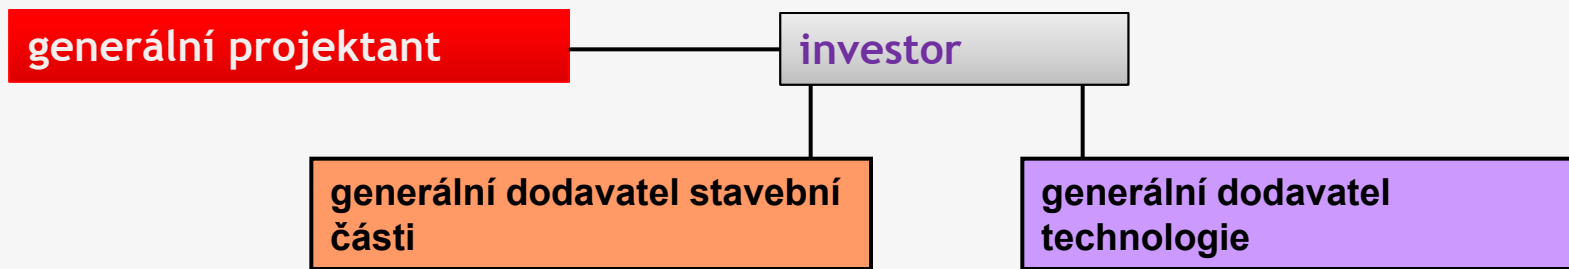 generální projektant
investor
generální dodavatel stavební
části
generální dodavatel
technologie